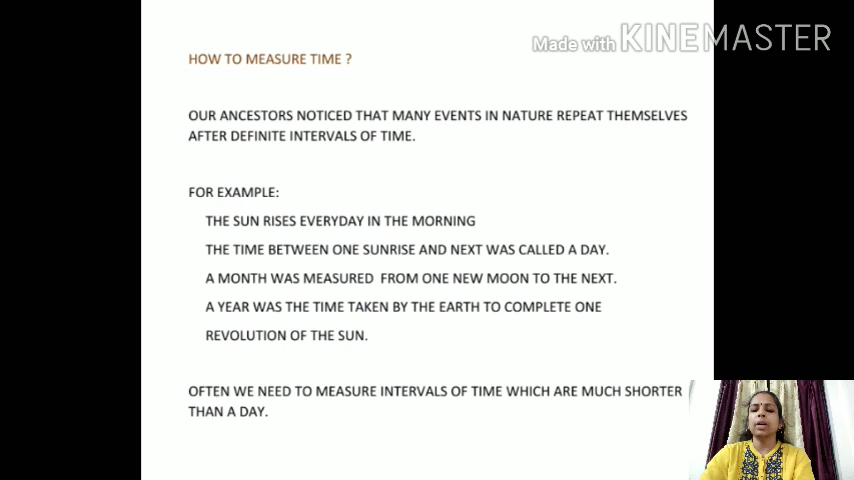 Made with KINEMASTER
HOW TO MEASURE TIME ?
OUR ANCESTORS NOTICED THAT MANY EVENTS IN NATURE REPEAT THEMSELVES
AFTER DEFINITE INTERVALS OF TIME.
FOR EXAMPLE:
THE SUN RISES EVERYDAY IN THE MORNING
THE TIME BETWEEN ONE SUNRISE AND NEXT WAS CALLED A DAY.
A MONTH WAS MEASURED FROM ONE NEW MOON TO THE NEXT.
A YEAR WAS THE TIME TAKEN BY THE EARTH TO COMPLETE ONE
REVOLUTION OF THE SUN.
OFTEN WE NEED TO MEASURE INTERVALS OF TIME WHICH ARE MUCH SHORTER
THAN A DAY.